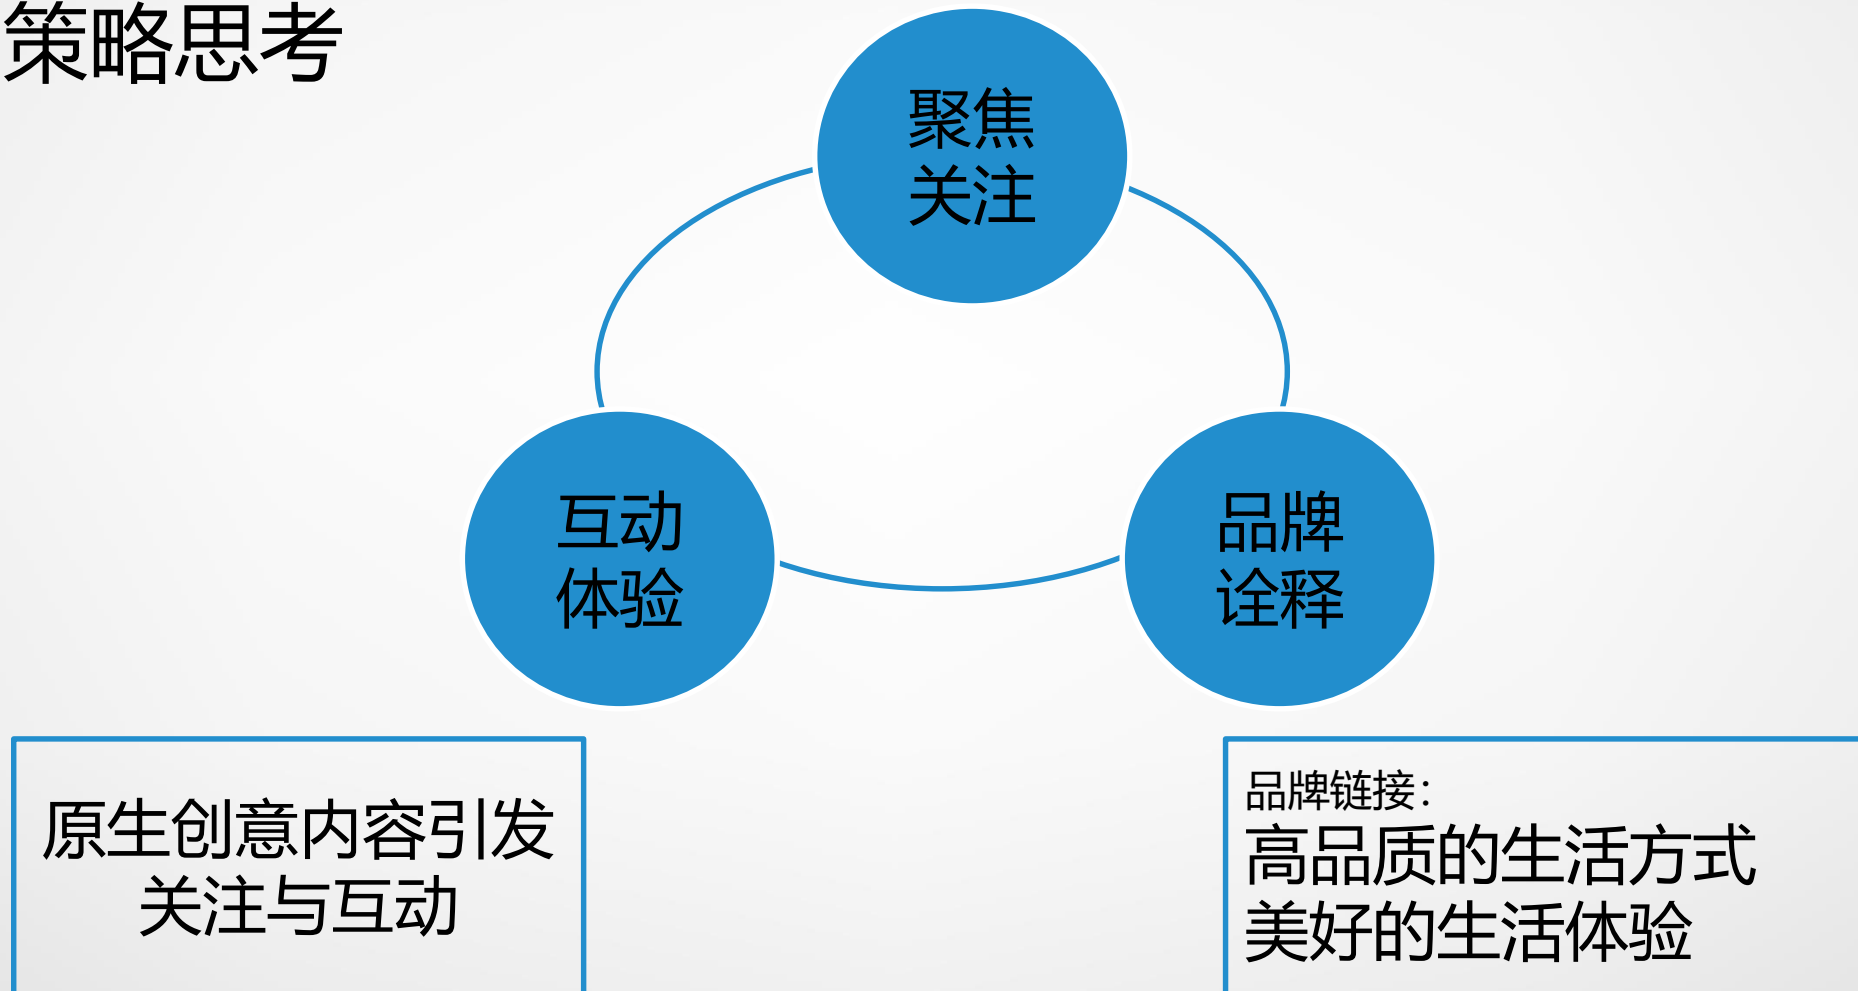 策略思考
聚焦
关注
互动
体验
品牌
诠释
原生创意内容引发
关注与互动
品牌链接：
高品质的生活方式
美好的生活体验